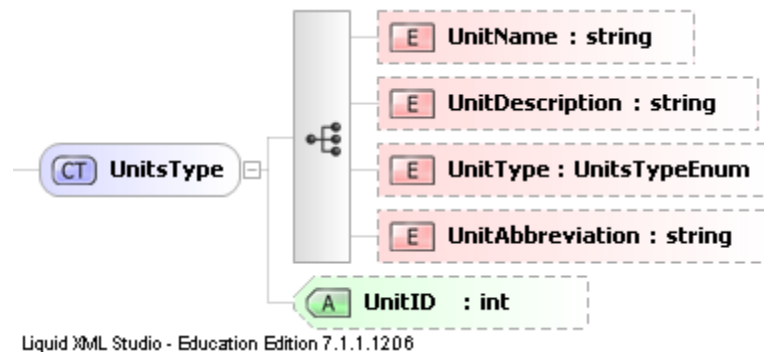 E UnitName : string
E UnitDescription : string
CT UnitsType
E UnitType : UnitsTypeEnum
E UnitAbbreviation : string
A UnitID : int
Liquid XML Studio - Education Edition 7.1.1.1206